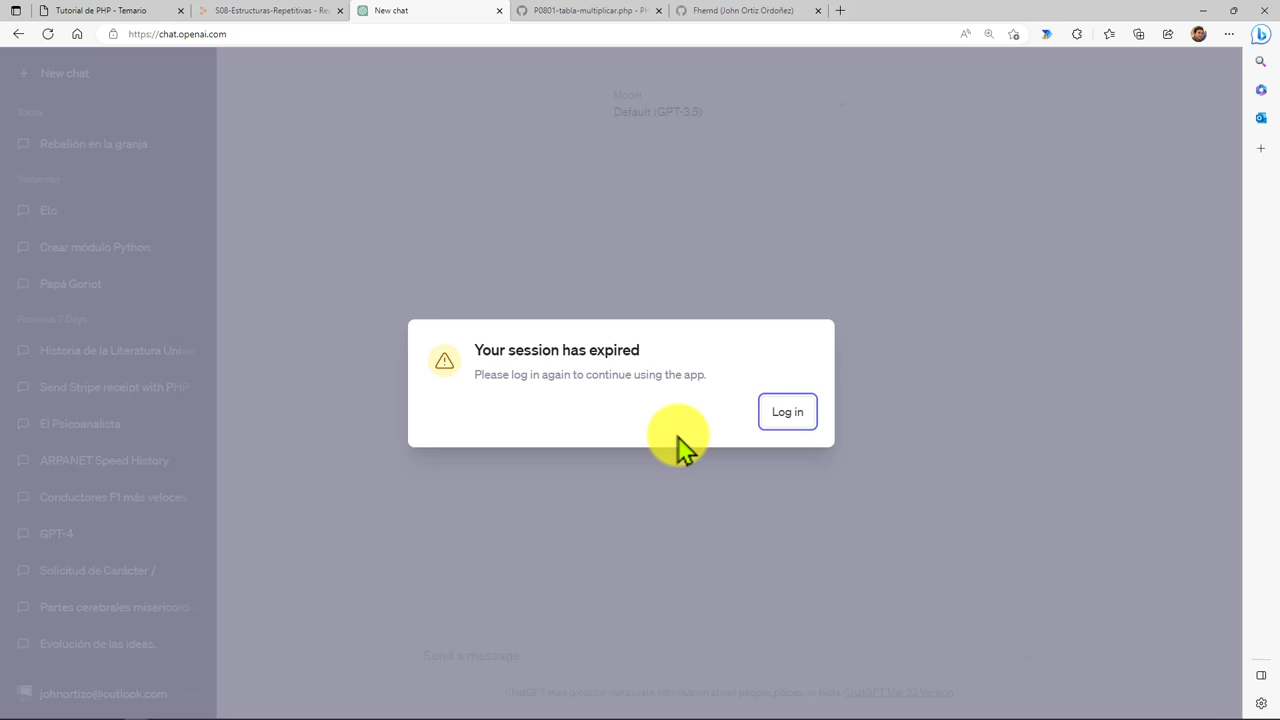 Tutorial de PHP - Temario
S08-Estructuras-Repetitivas - Re
New chat
P0801-tabla-multiplicar.php - PH
Fhernd (John Ortiz Ordoñez)
https://chat.openai.com
New chat
Today
Rebelión en la granja
Yesterday
Etc
Crear módulo Python.
Papá Goriot
Previous 7 Days
Historia de la Literatura Unive
Send Stripe receipt with PHP
El Psicoanalista
ARPANET Speed History
Conductores F1 más veloces
GPT-4
Solicitud de Carácter /
Partes cerebrales misericordi
Evolución de las ideas.
johnortizo@outlook.com
Model
Default (GPT-3.5)
Your session has expired
Please log in again to continue using the app.
Log in
Send a message
ChatGPT may produce inaccurate information about people, places, or facts. ChatGPT Mar 23 Version